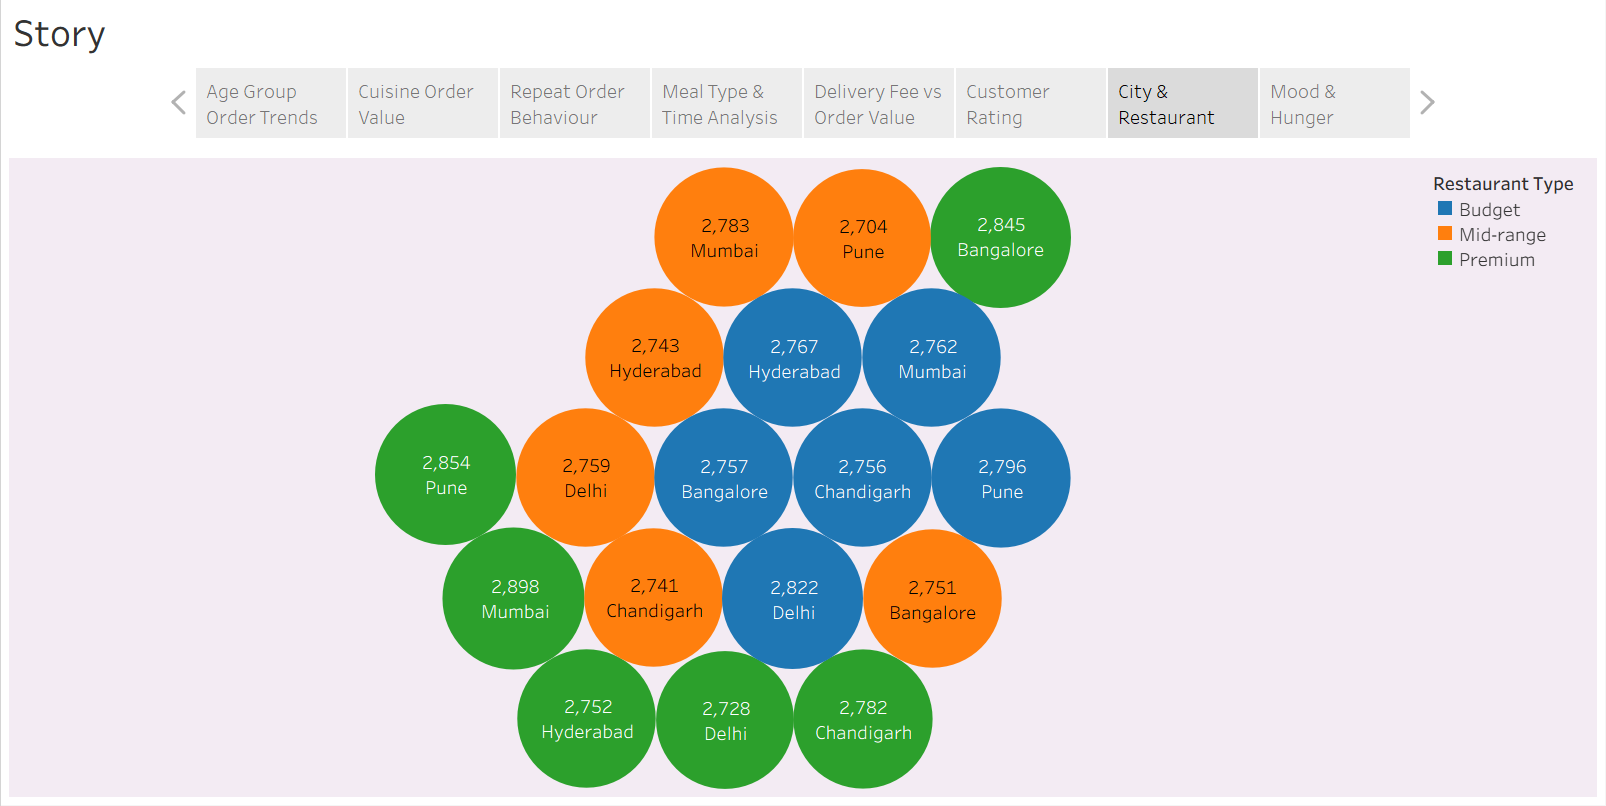 Story
Age Group
Order Trends
Cuisine Order
Value
Repeat Order
Behaviour
Meal Type &
Time Analysis
Delivery Fee vs
Order Value
Customer
Rating
City &
Restaurant
Mood &
Hunger
Restaurant Type
Budget
Mid-range
Premium
2,783
Mumbai
2,704
Pune
2,845
Bangalore
2,743
Hyderabad
2,767
Hyderabad
2,762
Mumbai
2,854
Pune
2,759
Delhi
2,757
Bangalore
2,756
Chandigarh
2,796
Pune
2,898
Mumbai
2,741
Chandigarh
2,822
Delhi
2,751
Bangalore
2,752
Hyderabad
2,728
Delhi
2,782
Chandigarh